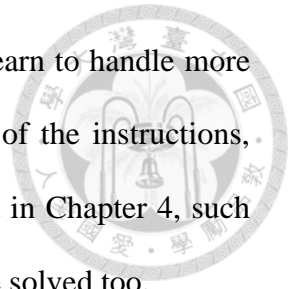 earn to handle more
of the instructions,
in Chapter 4, such
solved too.